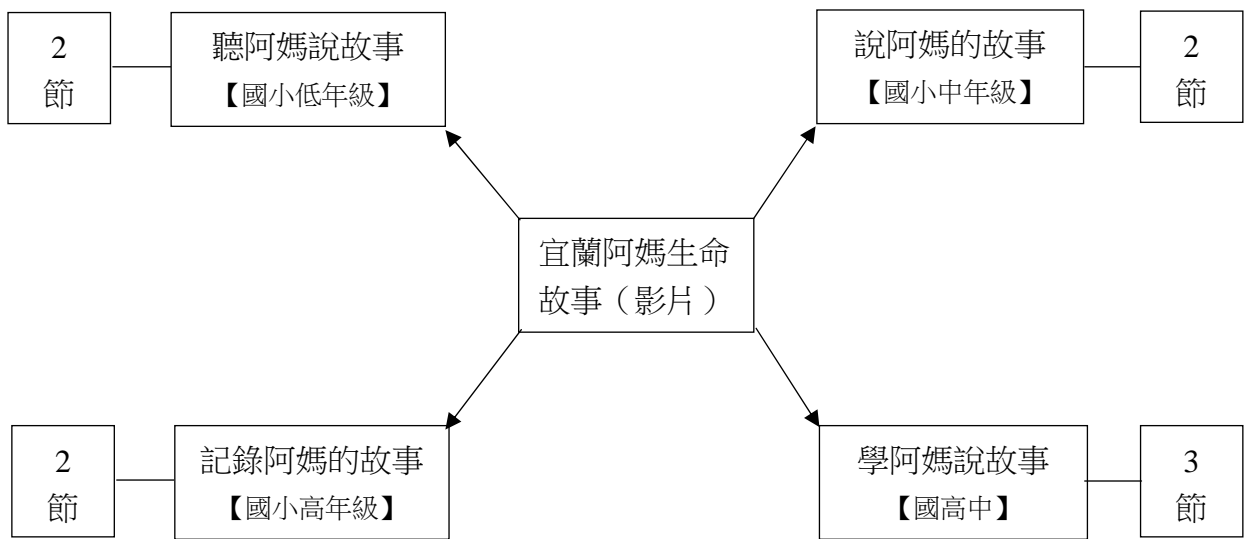 2
節
聽阿媽說故事
【國小低年級】
說阿媽的故事
【國小中年級】
2
節
宜蘭阿媽生命
故事（影片）
2
節
記錄阿媽的故事
【國小高年級】
學阿媽說故事
【國高中】
3
節